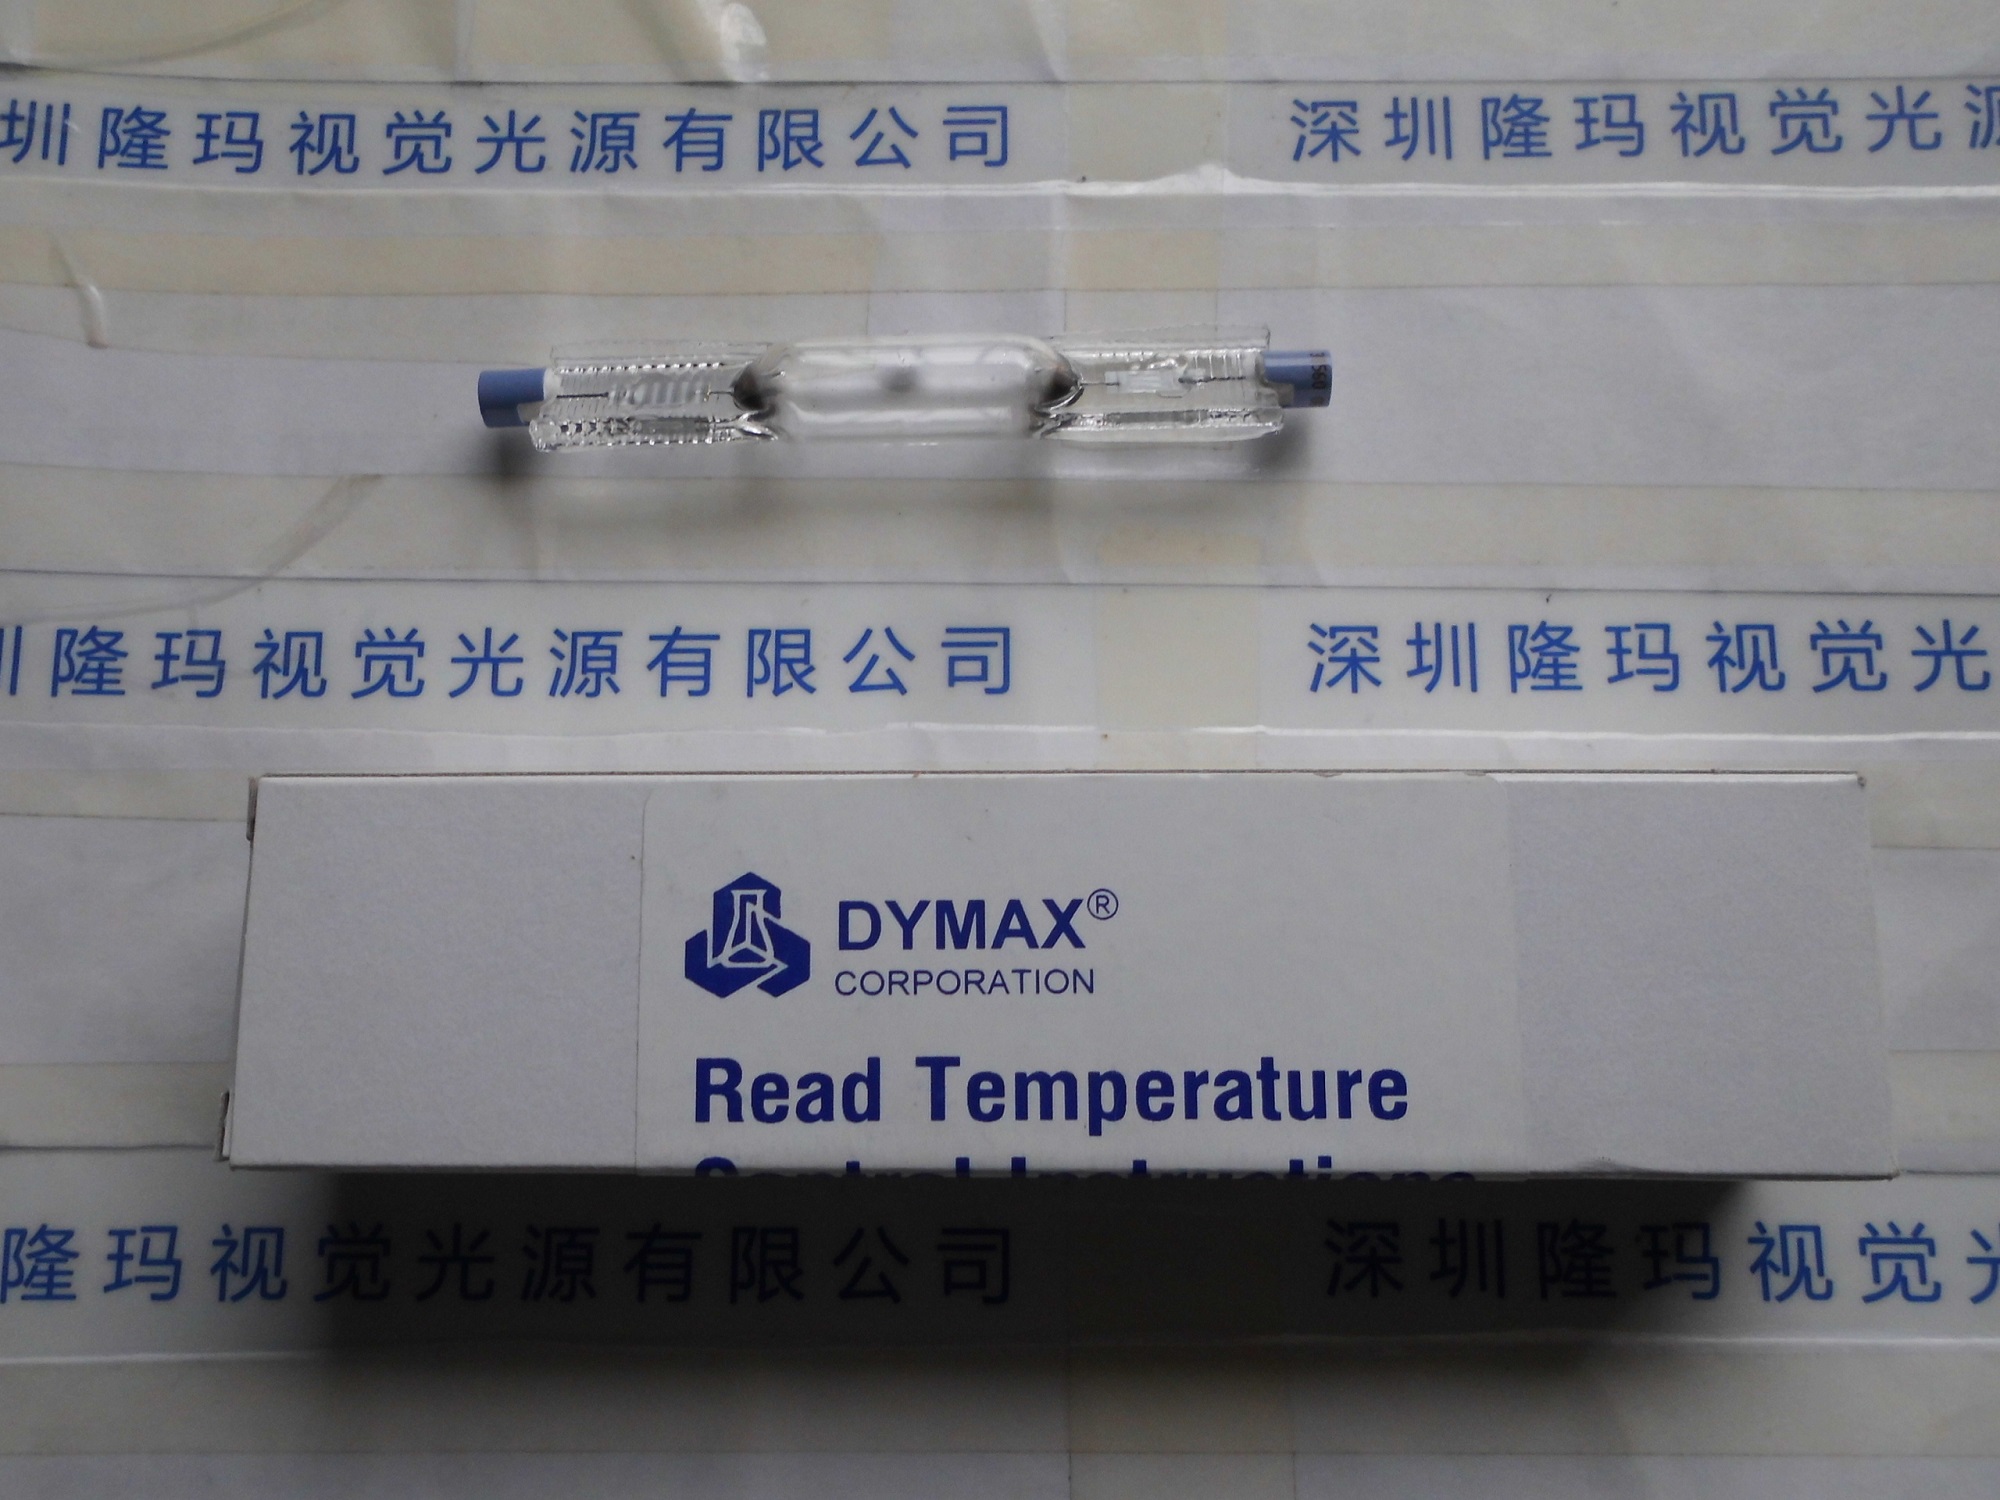 圳隆玛视觉光源有限公司 深圳隆玛视觉光源
隆玛视觉光源有限公司 深圳隆玛视觉光
DYMAX®
CORPORATION
Read Temperature
Control Instructions
隆玛视觉光源有限公司 深圳隆玛视觉光